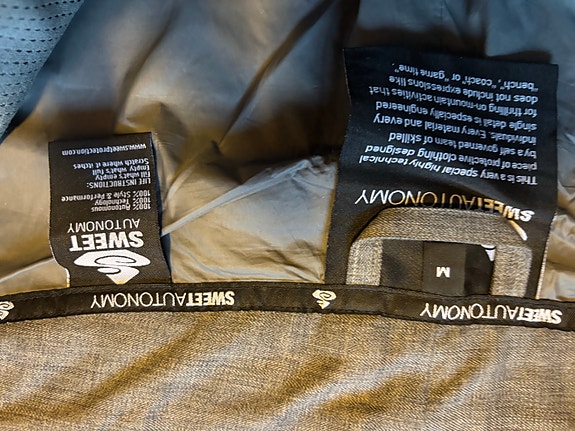 SWEETAUTONOMY
This is a very special highly technical
piece of protective clothing designed
by a self governed team of skilled
individuals. Every material and every
single detail especially engineered
for thrilling on-mountain activities that
does not include expressions like
"bench", "coach" or "game time".
M
SWEET
AUTONOMY
100% Autonomous
100% Technology
100% Style & Performance
LIFE INSTRUCTIONS:
Fill what's empty
Empty what's full
Scratch where it itches
www.sweetprotection.com
SWEETAUTONOMY
SWEETAUTONOMY
SWEETAUTONOMY